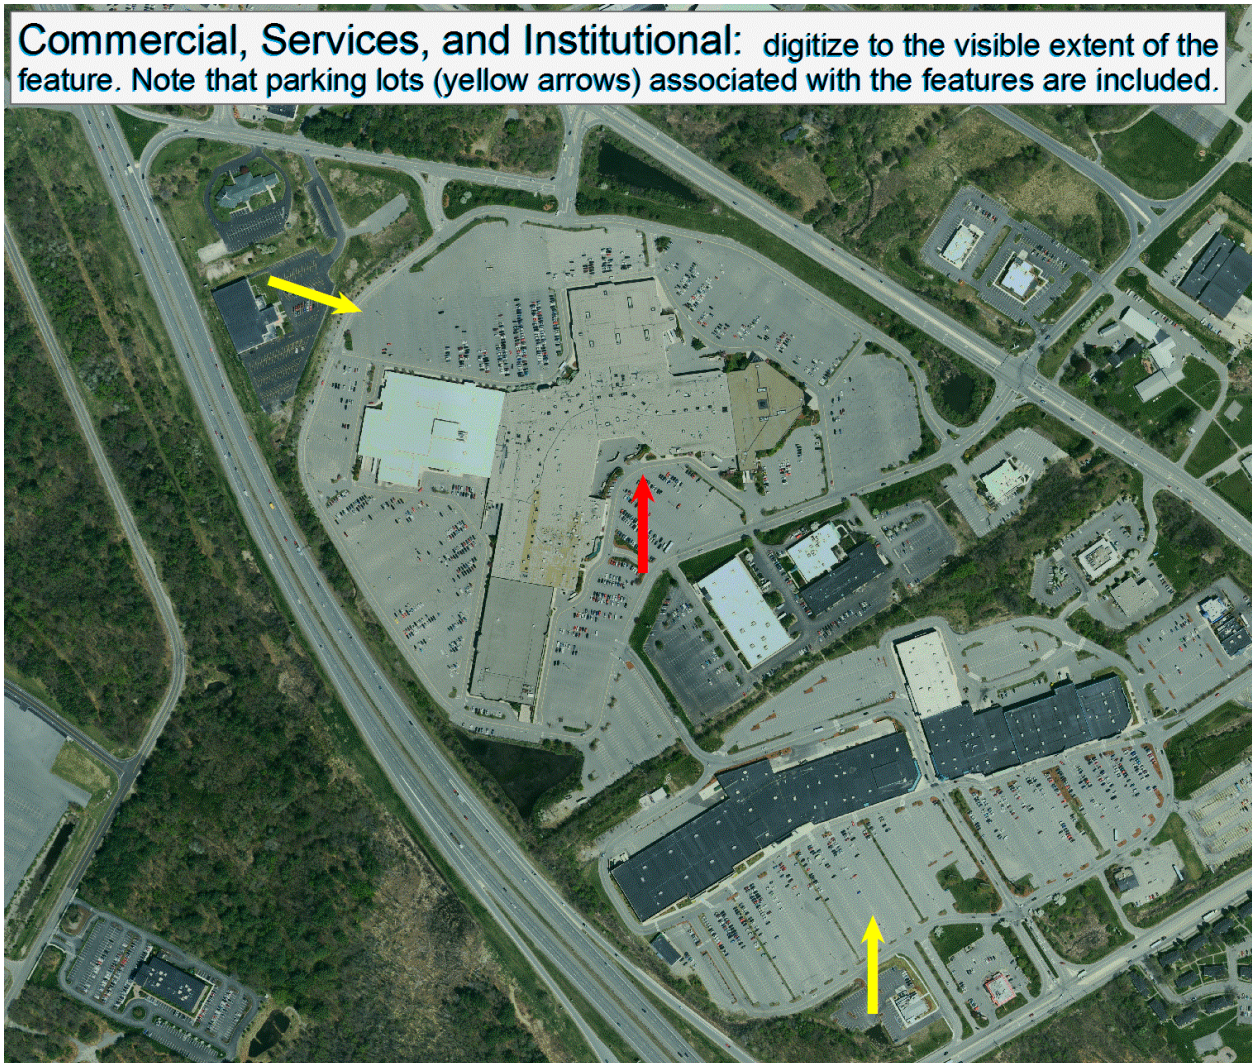 Commercial, Services, and Institutional: digitize to the visible extent of the
feature. Note that parking lots (yellow arrows) associated with the features are included.